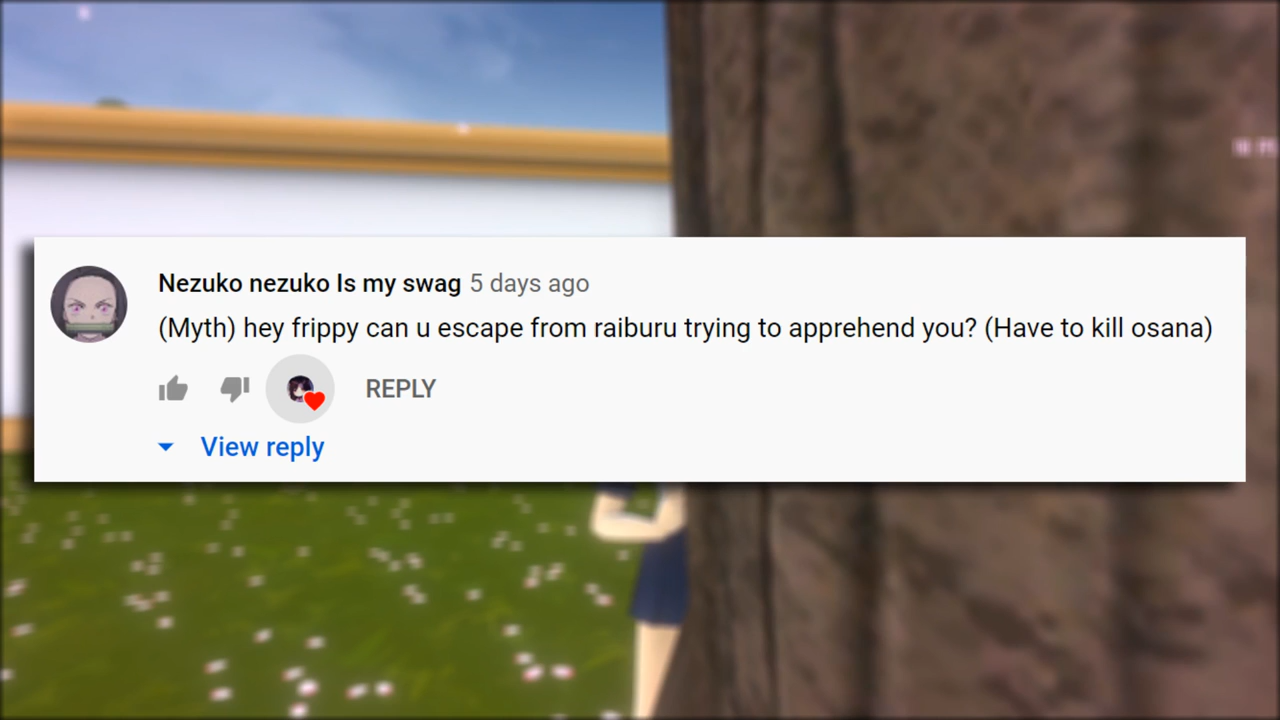 Nezuko nezuko Is my swag 5 days ago
(Myth) hey frippy can u escape from raiburu trying to apprehend you? (Have to kill osana)
REPLY
View reply